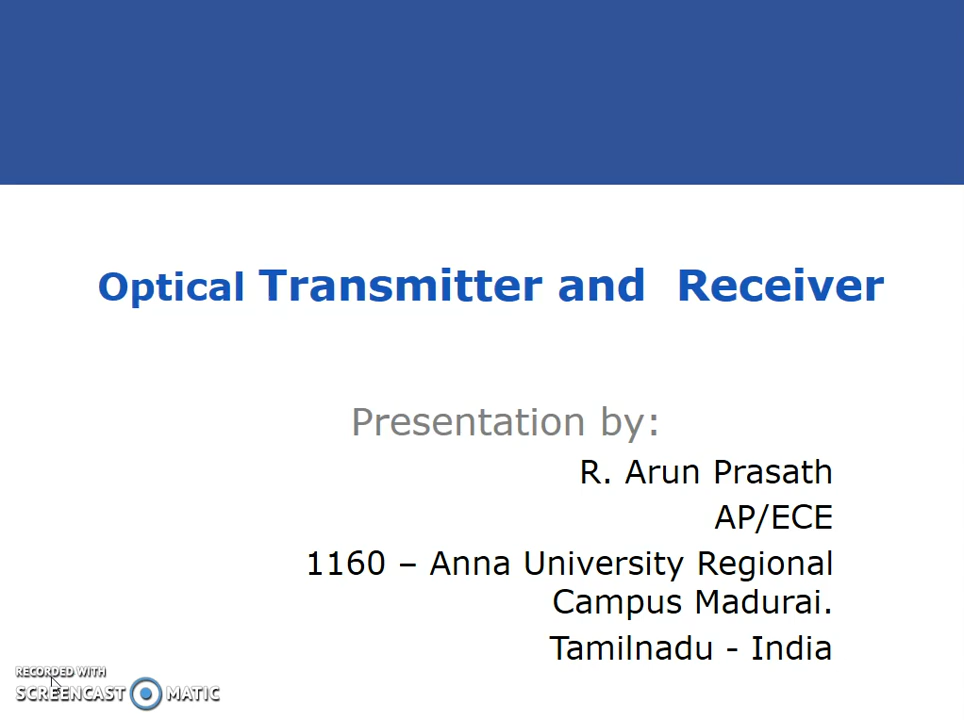 Optical Transmitter and Receiver
Presentation by:
R. Arun Prasath
AP/ECE
1160 – Anna University Regional
Campus Madurai.
Tamilnadu - India
RECORDED WITH
SCREENCAST MATIC